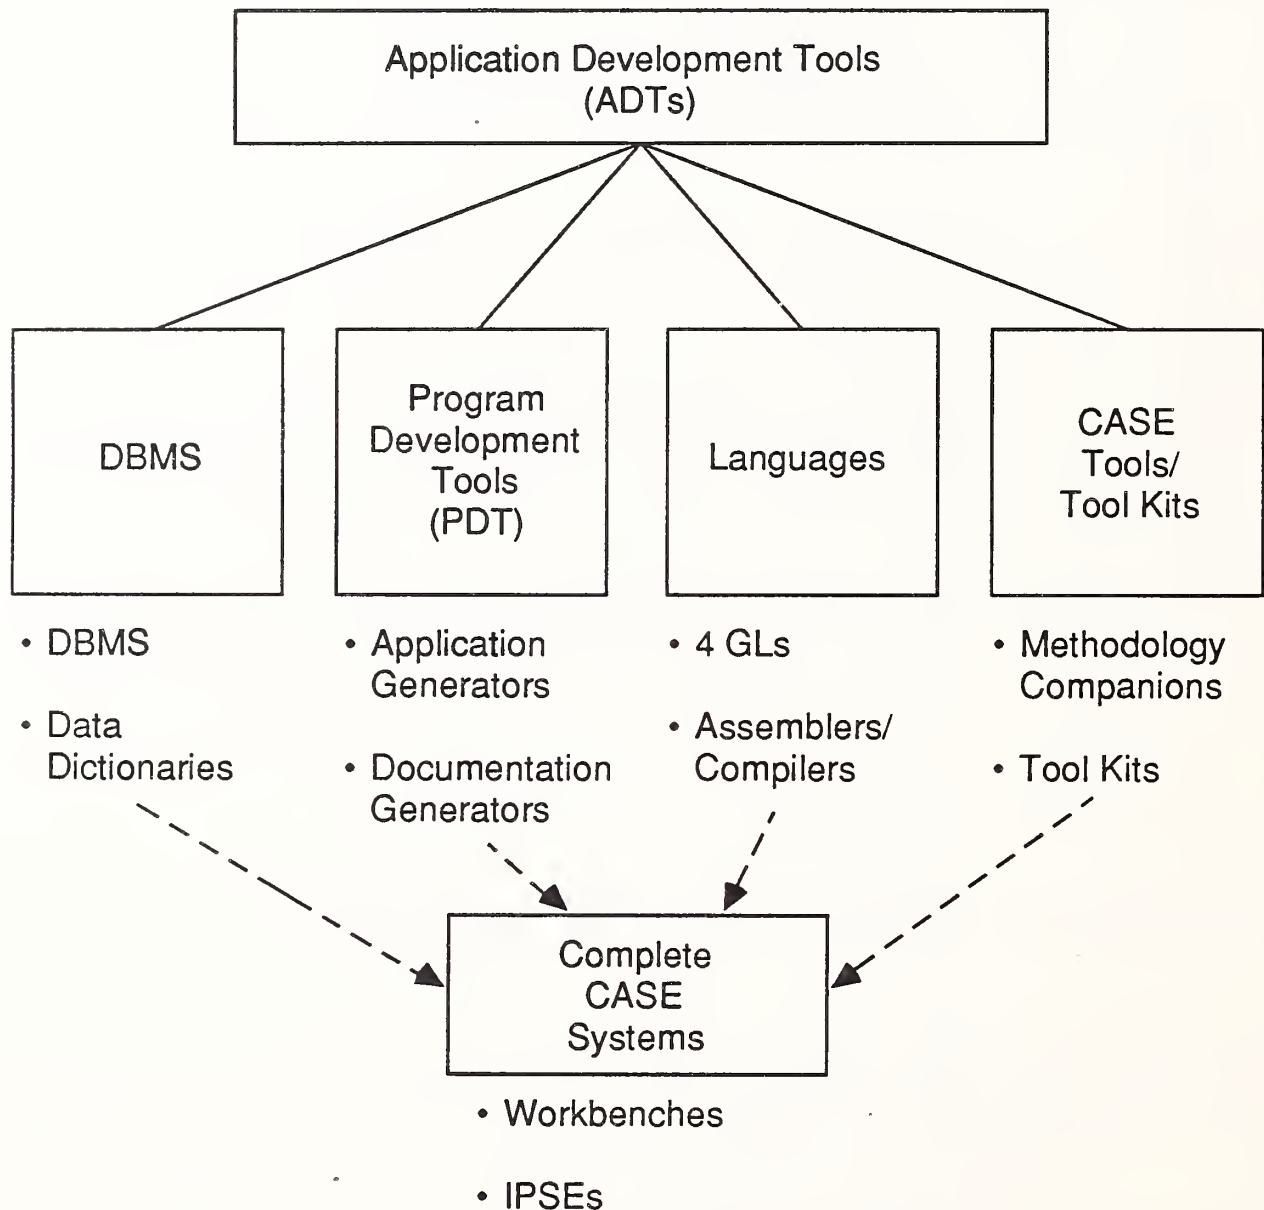 Application Development Tools
(ADTs)
DBMS
Program
Development
Tools
(PDT)
Languages
CASE
Tools/
Tool Kits
• DBMS
• Data
Dictionaries
• Application
Generators
• Documentation
Generators
• 4 GLs
• Assemblers/
Compilers
• Methodology
Companions
• Tool Kits
Complete
CASE
Systems
• Workbenches
• IPSEs